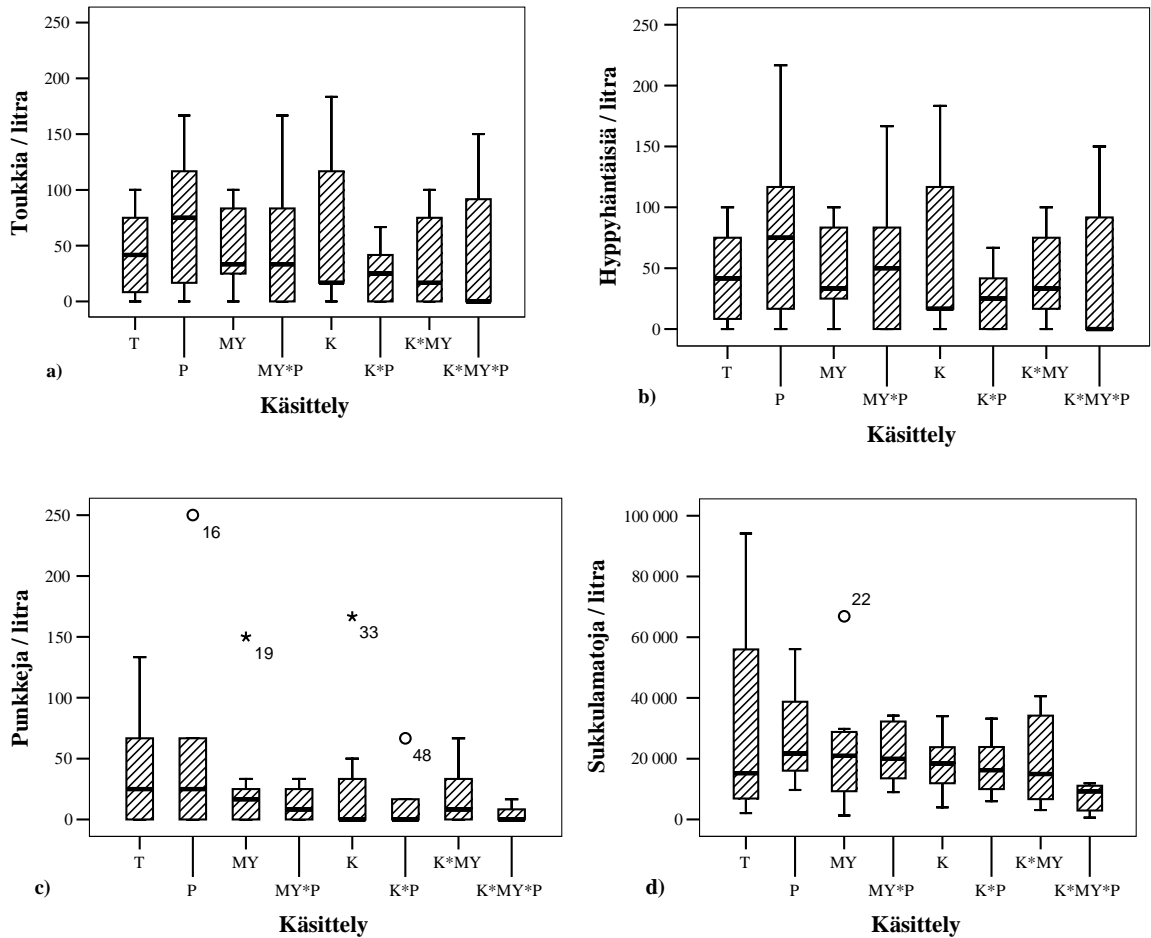 Toukkia / litra
250
200
150
100
50
0
T
MY
K
K*MY
P
MY*P
K*P
K*MY*P
a)
Käsittely
Hyppyhäntäisiä / litra
250
200
150
100
50
0
T
MY
K
K*MY
P
MY*P
K*P
K*MY*P
b)
Käsittely
Punkkeja / litra
250
200
150
100
50
0
16
19
33
48
T
MY
K
K*MY
P
MY*P
K*P
K*MY*P
c)
Käsittely
Sukkulamatoja / litra
100 000
80 000
60 000
40 000
20 000
0
22
T
MY
K
K*MY
P
MY*P
K*P
K*MY*P
d)
Käsittely